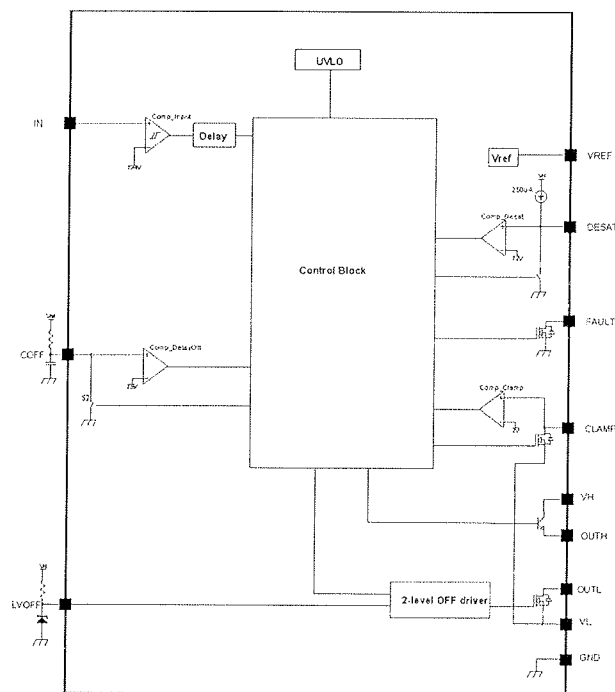 UVLO
IN
Comp_Input
Delay
Vref
VREF
250uA
Comp_Desat
DESAT
Control Block
FAULT
COFF
Comp_DelayOff
S2
Comp_Clamp
CLAMP
VH
OUTH
OUTL
LVOFF
2-level OFF driver
VL
GND